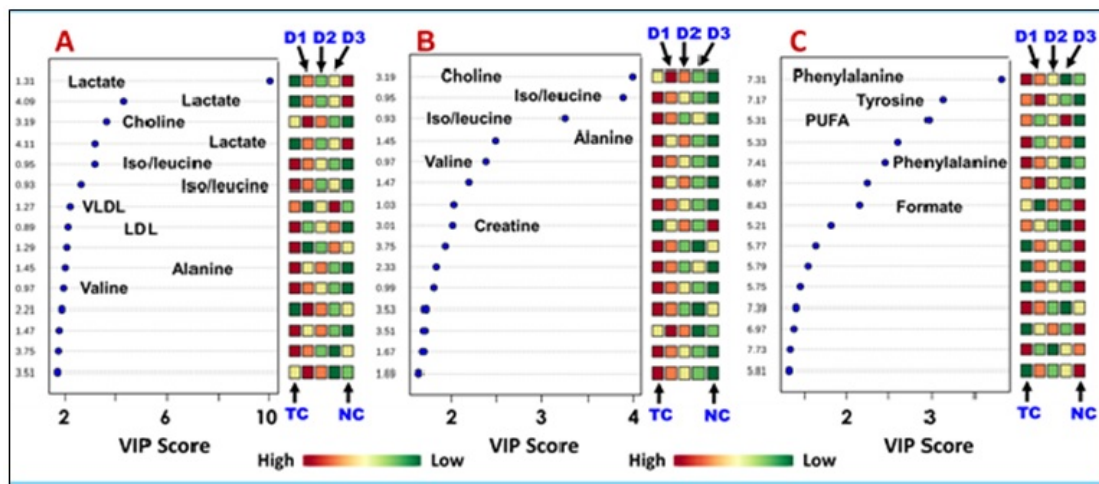 A
D1 D2 D3
1.31 Lactate
4.09 Lactate
3.19 Choline
4.11 Lactate
0.95 Iso/leucine
0.93 Iso/leucine
1.27 VLDL
0.89 LDL
1.29
1.45 Alanine
0.97 Valine
2.21
1.47
3.75
3.51
2 6 10
TC NC
VIP Score
B
D1 D2 D3
3.19 Choline
0.95 Iso/leucine
0.93 Iso/leucine
1.45 Alanine
0.97 Valine
1.47
1.03
3.01 Creatine
3.75
2.33
0.99
3.53
3.51
1.67
1.69
2 3 4
TC NC
VIP Score
C
D1 D2 D3
7.31 Phenylalanine
7.17 Tyrosine
5.31 PUFA
5.33
7.41 Phenylalanine
6.87
8.43 Formate
5.21
5.77
5.79
5.75
7.39
6.97
7.73
5.81
2 3
TC NC
VIP Score
High Low
High Low